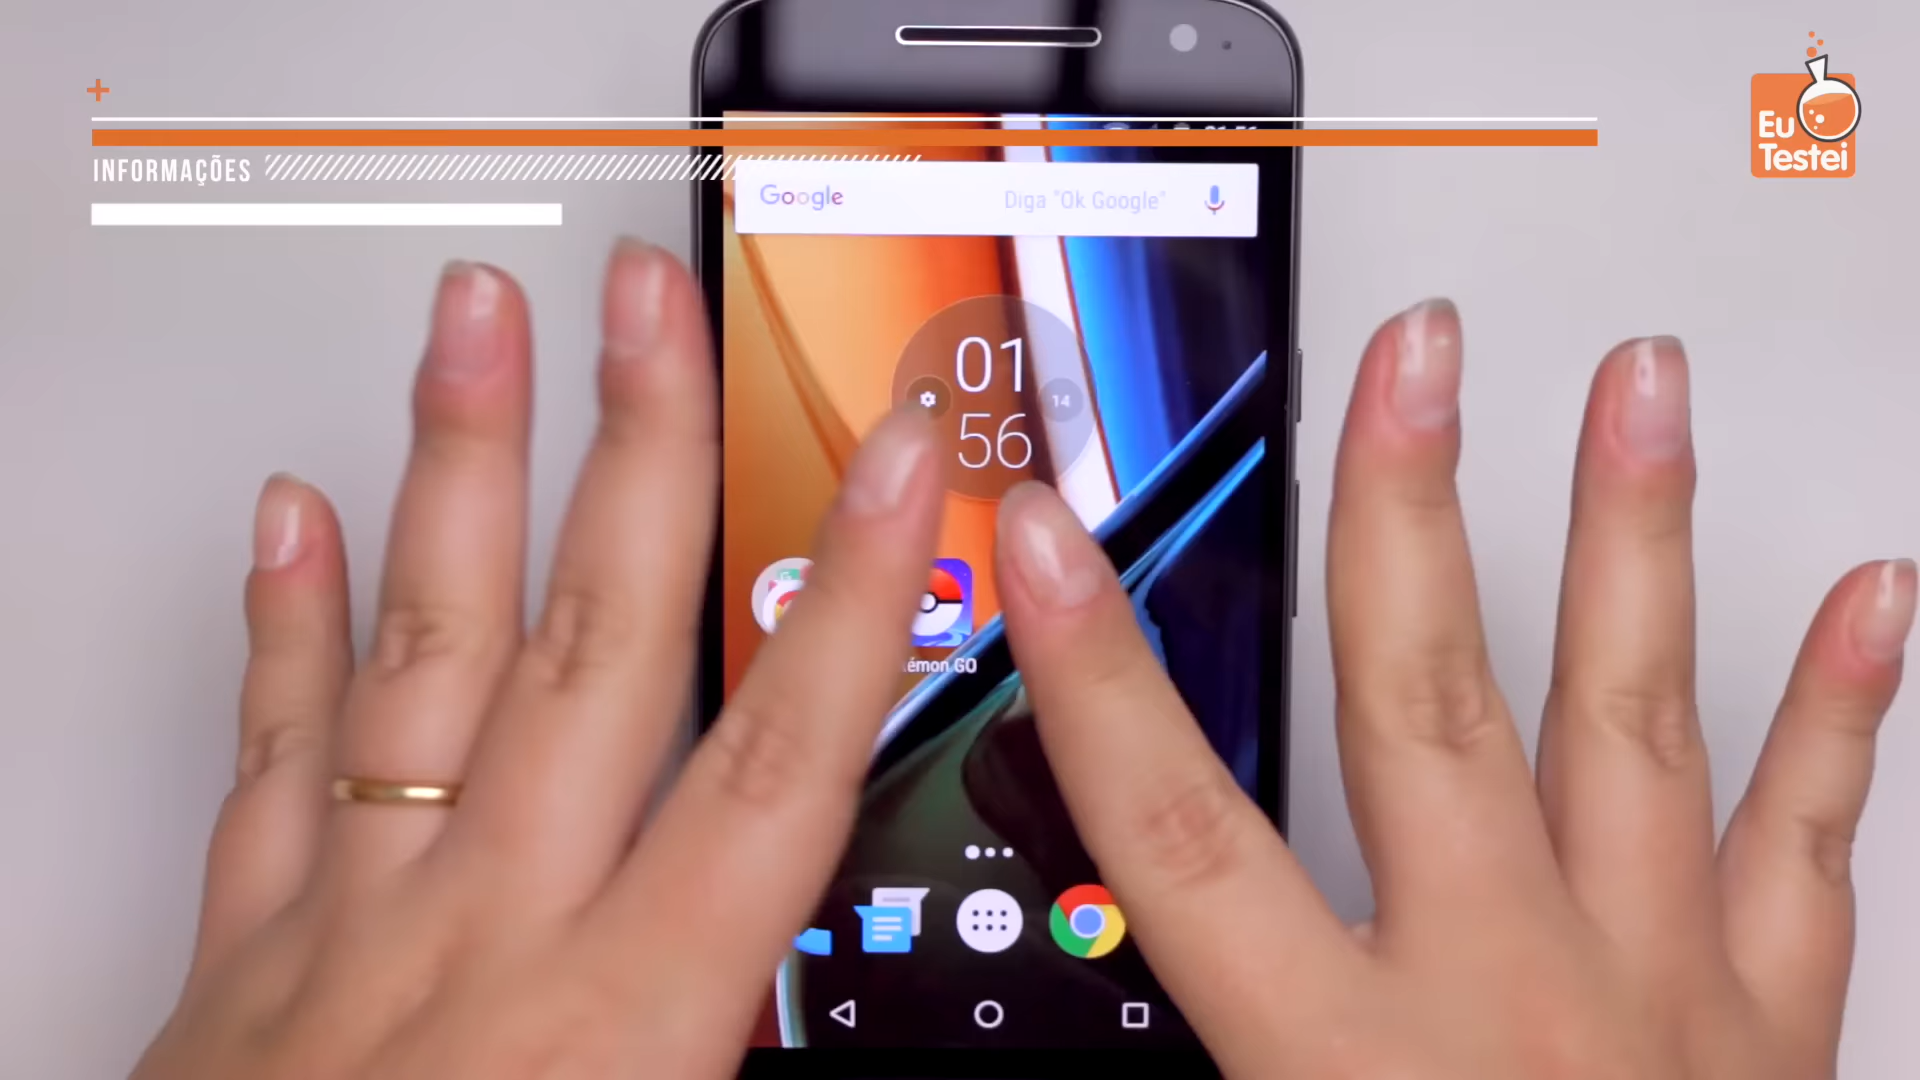 INFORMAÇÕES
Eu
Testei
Google
Diga "Ok Google"
01
56
14
émon GO